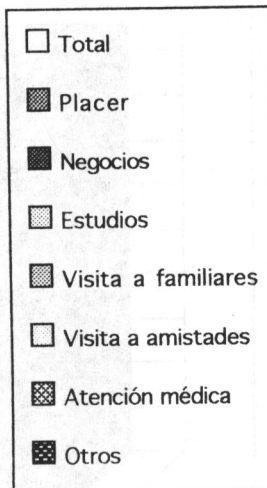 Total
Placer
Negocios
Estudios
Visita a familiares
Visita a amistades
Atención médica
Otros